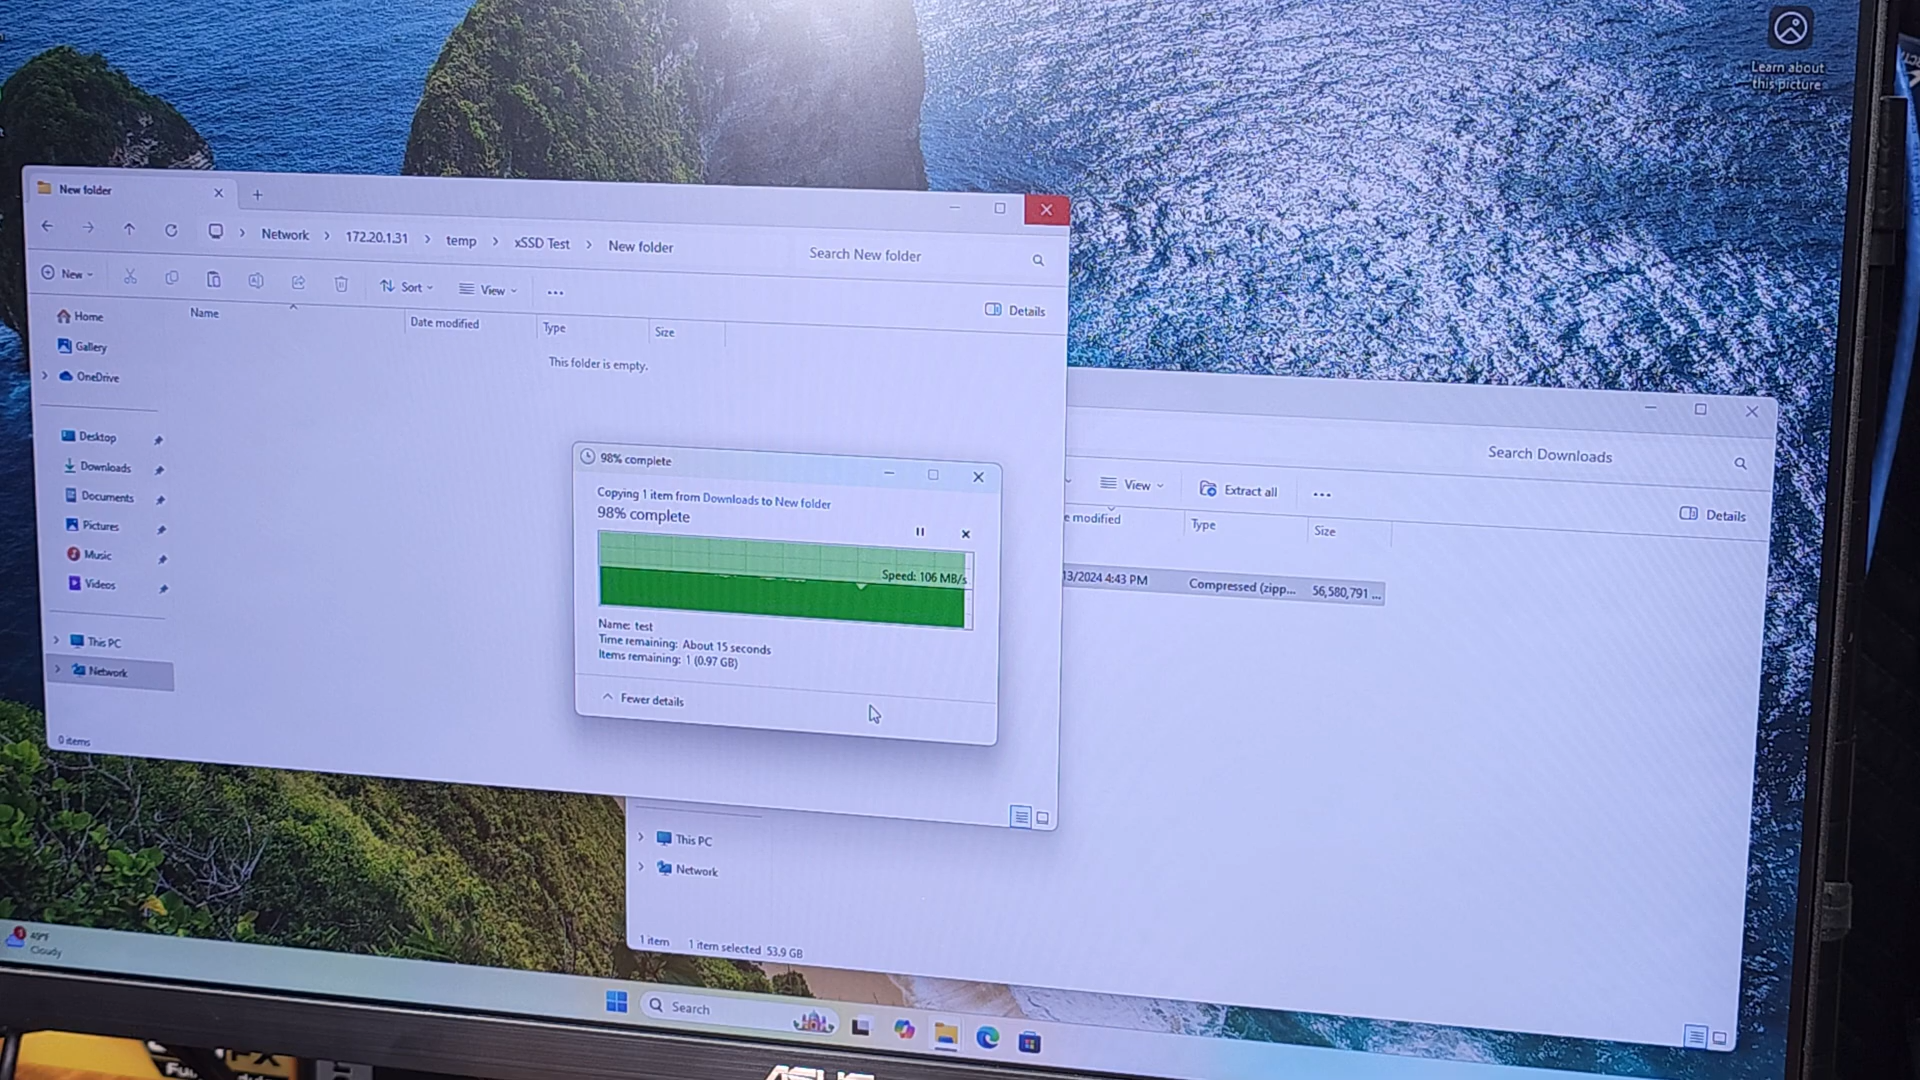 Learn about
this picture
New folder
Network > 172.20.1.31 > temp > xSSD Test > New folder
Search New folder
New
Sort
View
...
Details
Name
Date modified
Type
Size
This folder is empty.
Home
Gallery
OneDrive
Desktop
Downloads
Documents
Pictures
Music
Videos
This PC
Network
0 items
98% complete
Copying 1 item from Downloads to New folder
98% complete
Speed: 106 MB/s
Name: test
Time remaining: About 15 seconds
Items remaining: 1 (0.97 GB)
Fewer details
Search Downloads
View
Extract all
...
Details
modified
Type
Size
13/2024 4:43 PM
Compressed (zipp...
56,580,791 ...
This PC
Network
1 item
1 item selected 53.9 GB
49°F
Cloudy
Search
ASUS